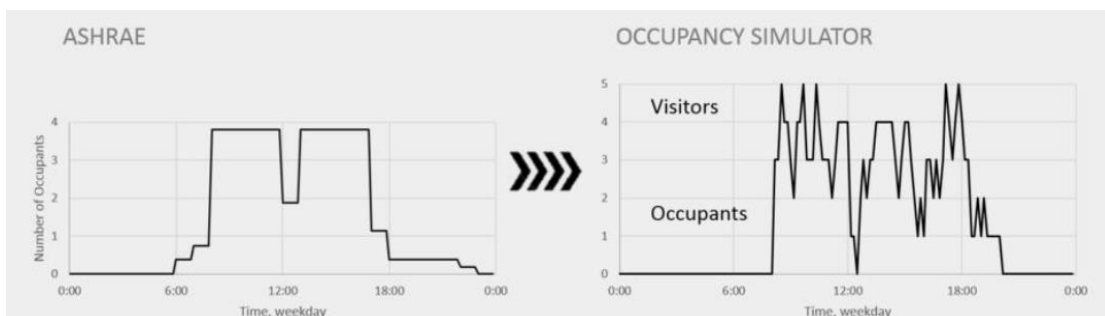 ASHRAE
Number of Occupants
4
3
2
1
0
0:00 6:00 12:00 18:00 0:00
Time, weekday
OCCUPANCY SIMULATOR
5
4
3
2
1
0
Visitors
Occupants
0:00 6:00 12:00 18:00 0:00
Time, weekday